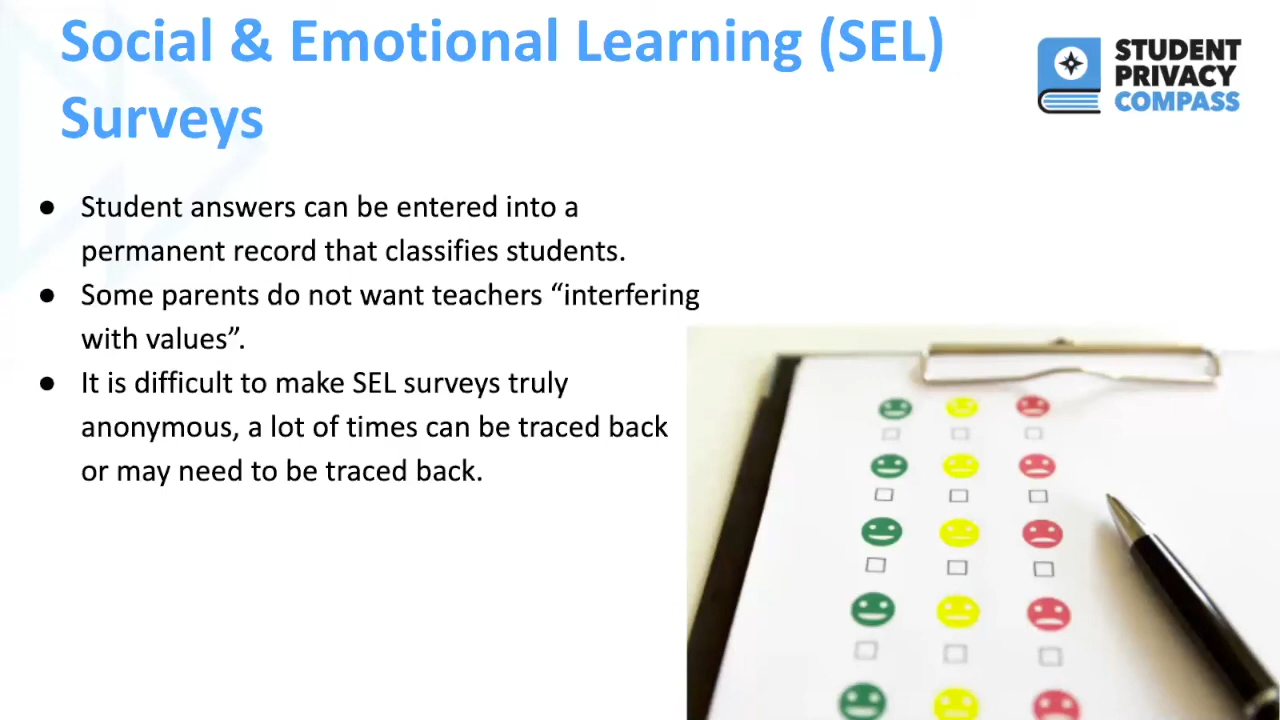 Social & Emotional Learning (SEL)
Surveys
STUDENT
PRIVACY
COMPASS
● Student answers can be entered into a
permanent record that classifies students.
● Some parents do not want teachers “interfering
with values”.
● It is difficult to make SEL surveys truly
anonymous, a lot of times can be traced back
or may need to be traced back.